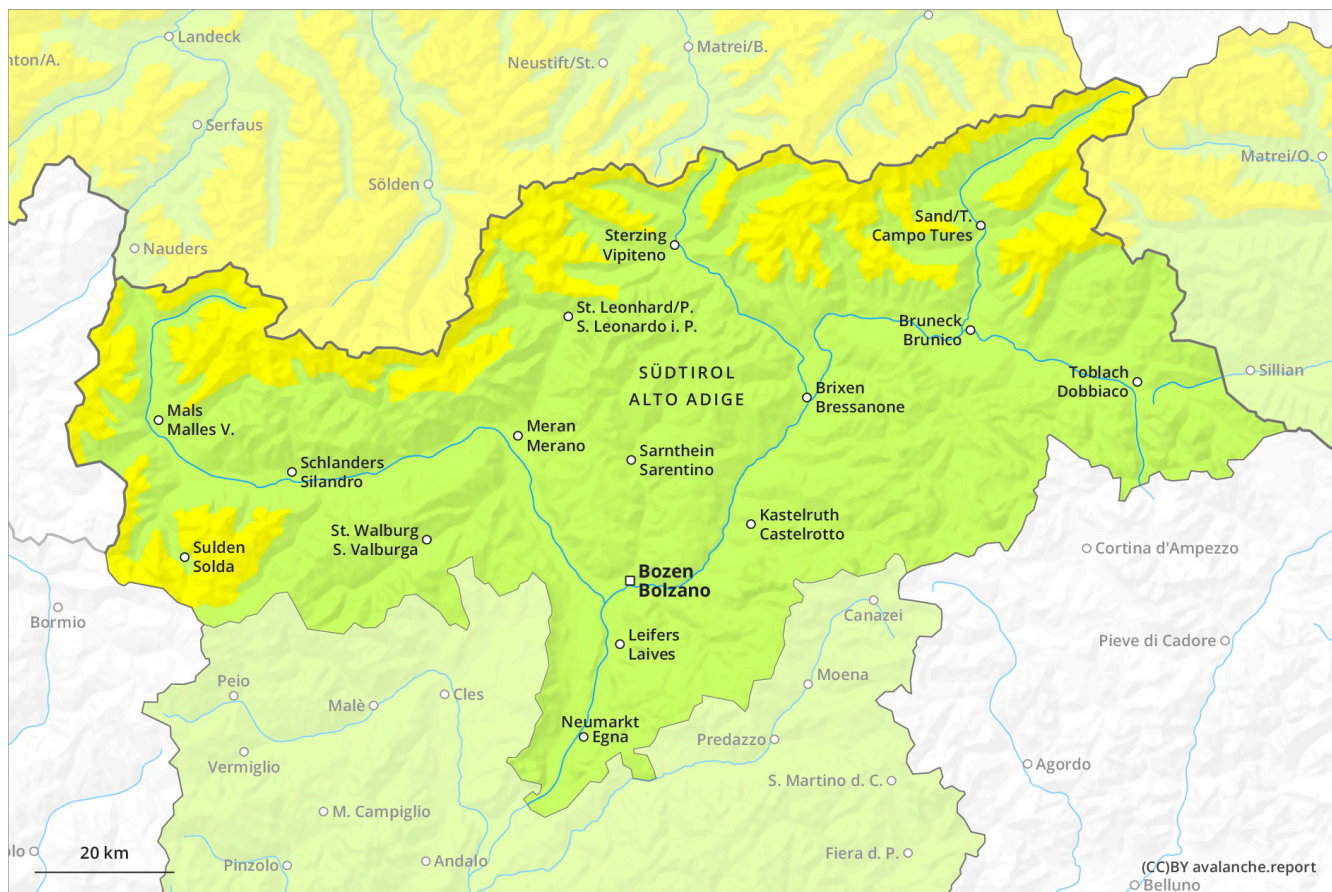 Landeck
nton/A.
Matrei/B.
Neustift/St.
Serfaus
Matrei/O.
Sölden
Nauders
Sand/T.
Campo Tures
Sterzing
Vipiteno
St. Leonhard/P.
S. Leonardo i. P.
Bruneck
Brunico
SÜDTIROL
ALTO ADIGE
Toblach
Dobbiaco
Sillian
Brixen
Bressanone
Mals
Malles V.
Meran
Merano
Sarnthein
Sarentino
Schlanders
Silandro
Kastelruth
Castelrotto
St. Walburg
S. Valburga
Sulden
Solda
Cortina d'Ampezzo
Bozen
Bolzano
Bormio
Canazei
Leifers
Laives
Pieve di Cadore
Moena
Peio
Cles
Malè
Neumarkt
Egna
Predazzo
Vermiglio
Agordo
S. Martino d. C.
M. Campiglio
olo
20 km
Pinzolo
Andalo
Fiera d. P.
(CC)BY avalanche.report
Belluno